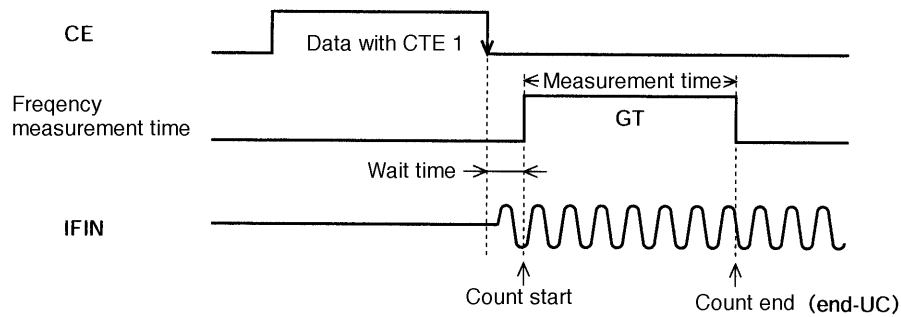 CE
Data with CTE 1
Measurement time
Freqency
measurement time
GT
Wait time
IFIN
Count start
Count end (end-UC)